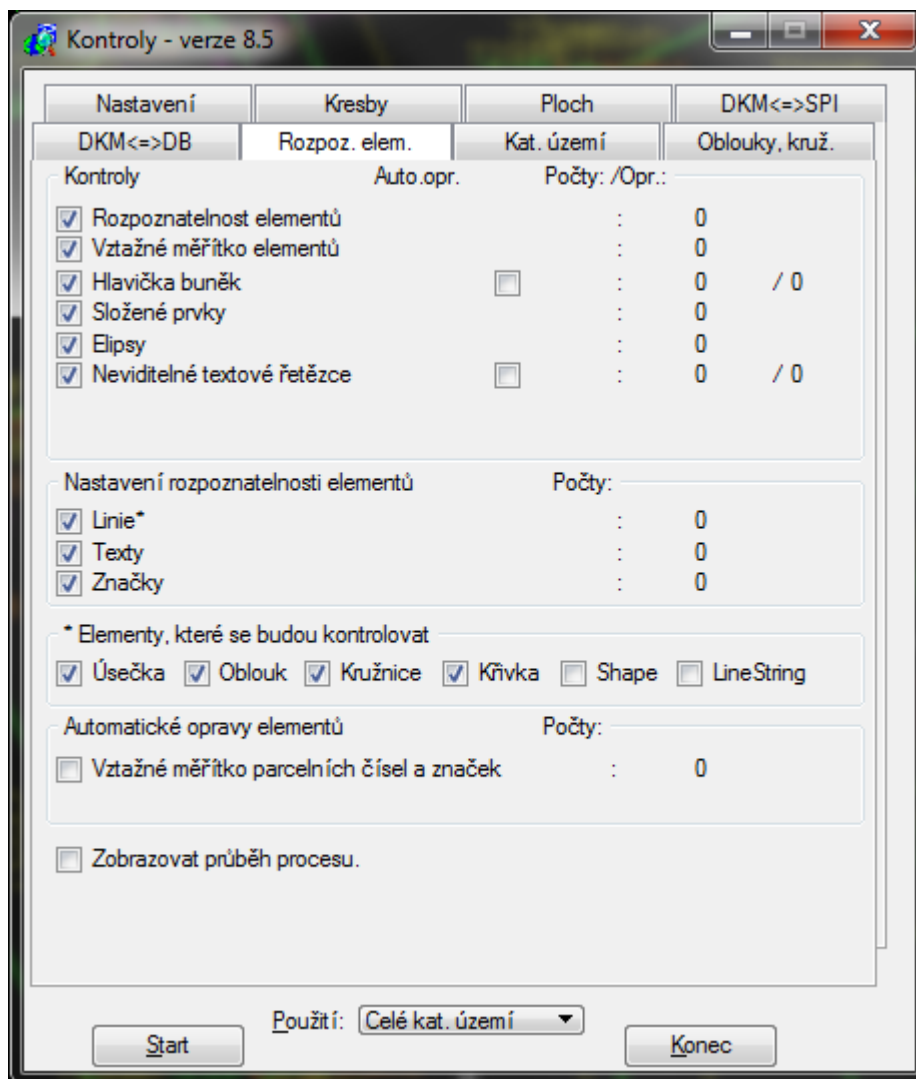 Kontroly - verze 8.5
Nastavení Kresby Ploch DKM<=>SPI
DKM<=>DB Rozpoz. elem. Kat. území Oblouky, kruž.
Kontroly Auto.opr. Počty: /Opr.:
Rozpoznatelnost elementů : 0
Vztažné měřítko elementů : 0
Hlavička buněk : 0 / 0
Složené prvky : 0
Elipsy : 0
Neviditelné textové řetězce : 0 / 0
Nastavení rozpoznatelnosti elementů Počty:
Linie* : 0
Texty : 0
Značky : 0
* Elementy, které se budou kontrolovat
Úsečka Oblouk Kružnice Křivka Shape LineString
Automatické opravy elementů Počty:
Vztažné měřítko parcelních čísel a značek : 0
Zobrazovat průběh procesu.
Použití: Celé kat. území
Start Konec